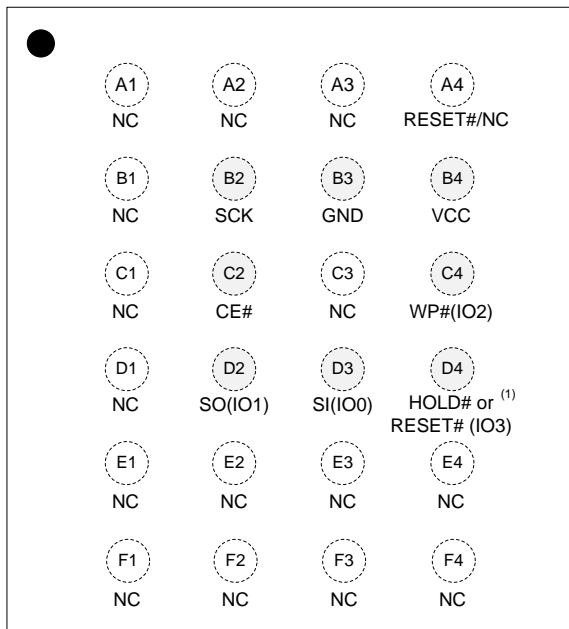 A1 A2 A3 A4
NC NC NC RESET#/NC
B1 B2 B3 B4
NC SCK GND VCC
C1 C2 C3 C4
NC CE# NC WP#(IO2)
D1 D2 D3 D4
NC SO(IO1) SI(IO0) HOLD# or (1)
RESET# (IO3)
E1 E2 E3 E4
NC NC NC NC
F1 F2 F3 F4
NC NC NC NC